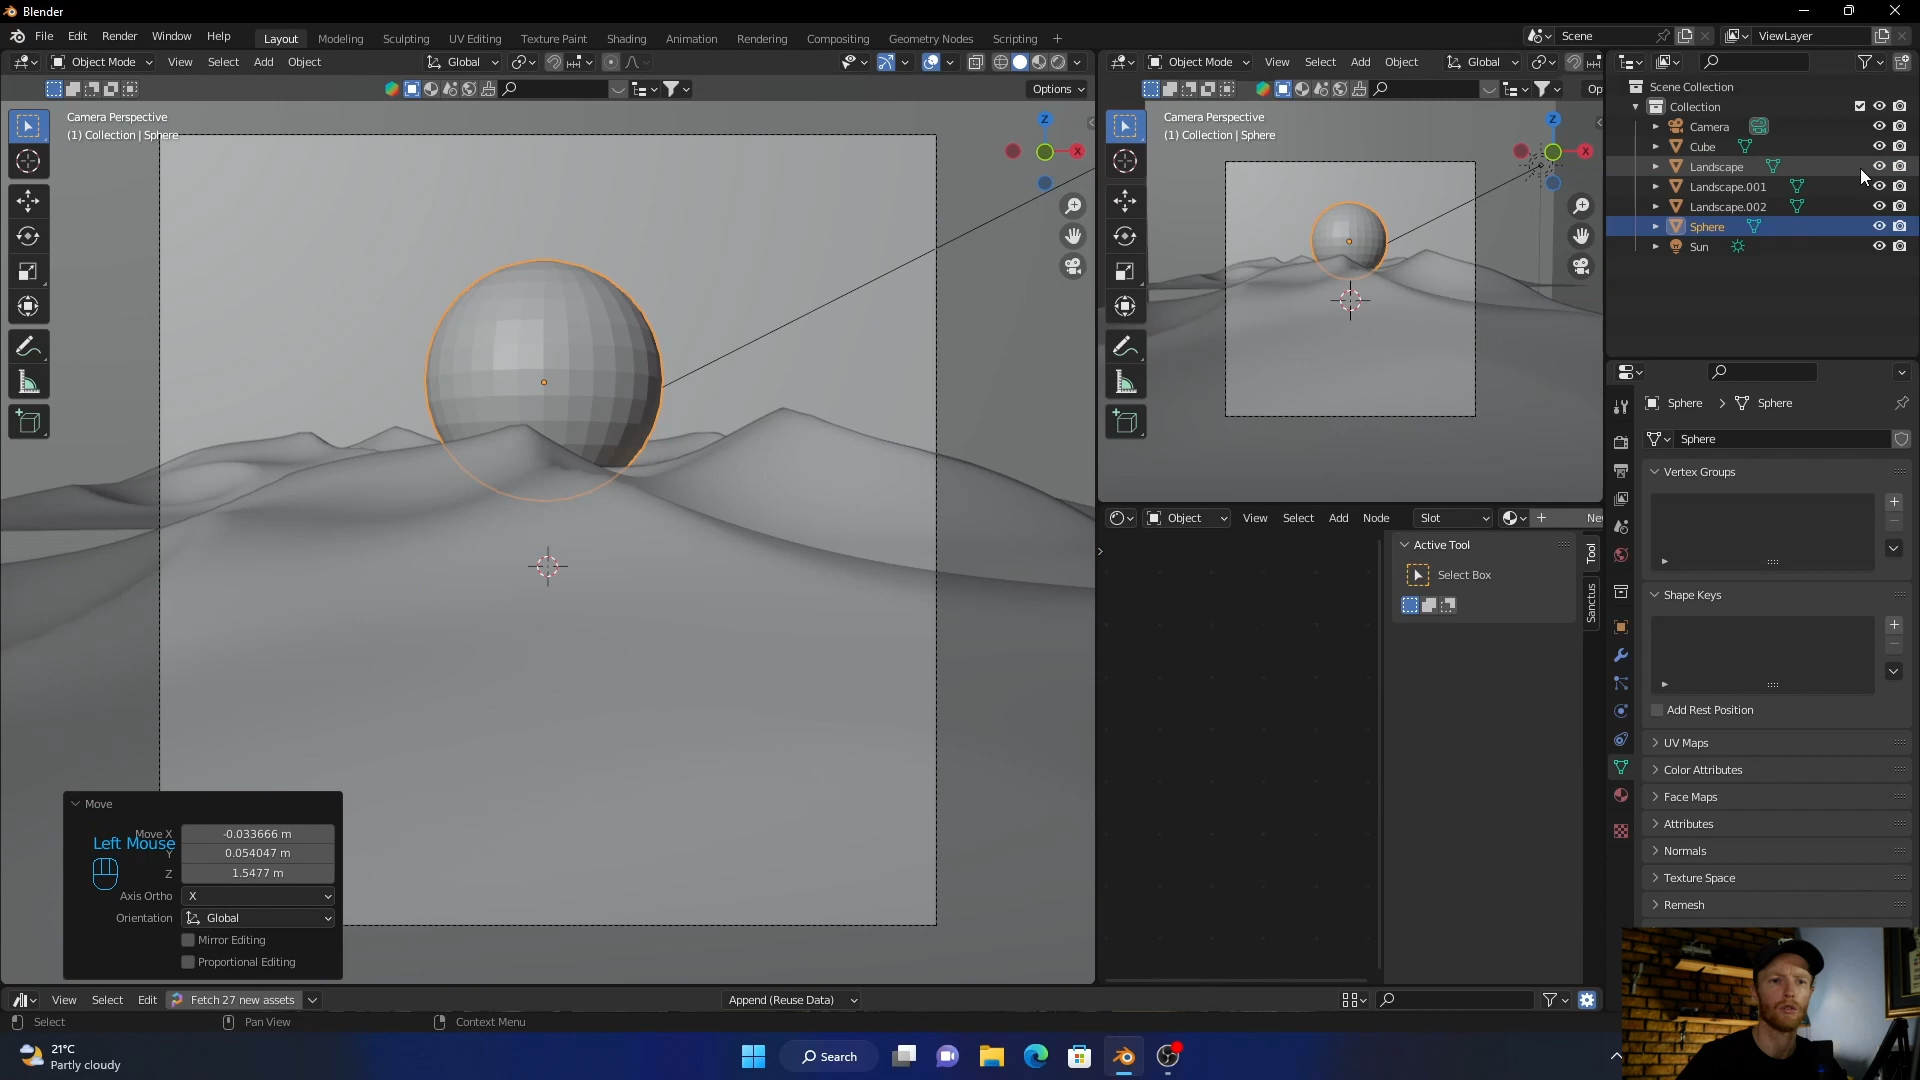 Blender
File Edit Render Window Help
Layout Modeling Sculpting UV Editing Texture Paint Shading Animation Rendering Compositing Geometry Nodes Scripting
Scene
ViewLayer
Object Mode View Select Add Object
Global
Object Mode View Select Add Object
Global
Options
Op
Camera Perspective
(1) Collection | Sphere
Z
X
Camera Perspective
(1) Collection | Sphere
Z
X
Scene Collection
Collection
Camera
Cube
Landscape
Landscape.001
Landscape.002
Sphere
Sun
Sphere Sphere
Sphere
Vertex Groups
Shape Keys
Add Rest Position
UV Maps
Color Attributes
Face Maps
Attributes
Normals
Texture Space
Remesh
Object View Select Add Node Slot Ne
Active Tool
Select Box
Tool
Sanctus
Move
Move X -0.033666 m
Left Mouse
Y 0.054047 m
Z 1.5477 m
Axis Ortho X
Orientation Global
Mirror Editing
Proportional Editing
View Select Edit Fetch 27 new assets
Append (Reuse Data)
Select Pan View Context Menu
21°C
Partly cloudy
Search